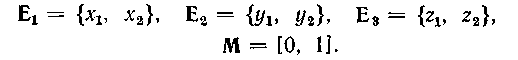 E₁ = {x₁, x₂}, E₂ = {y₁, y₂}, E₃ = {z₁, z₂},
M = [0, 1].